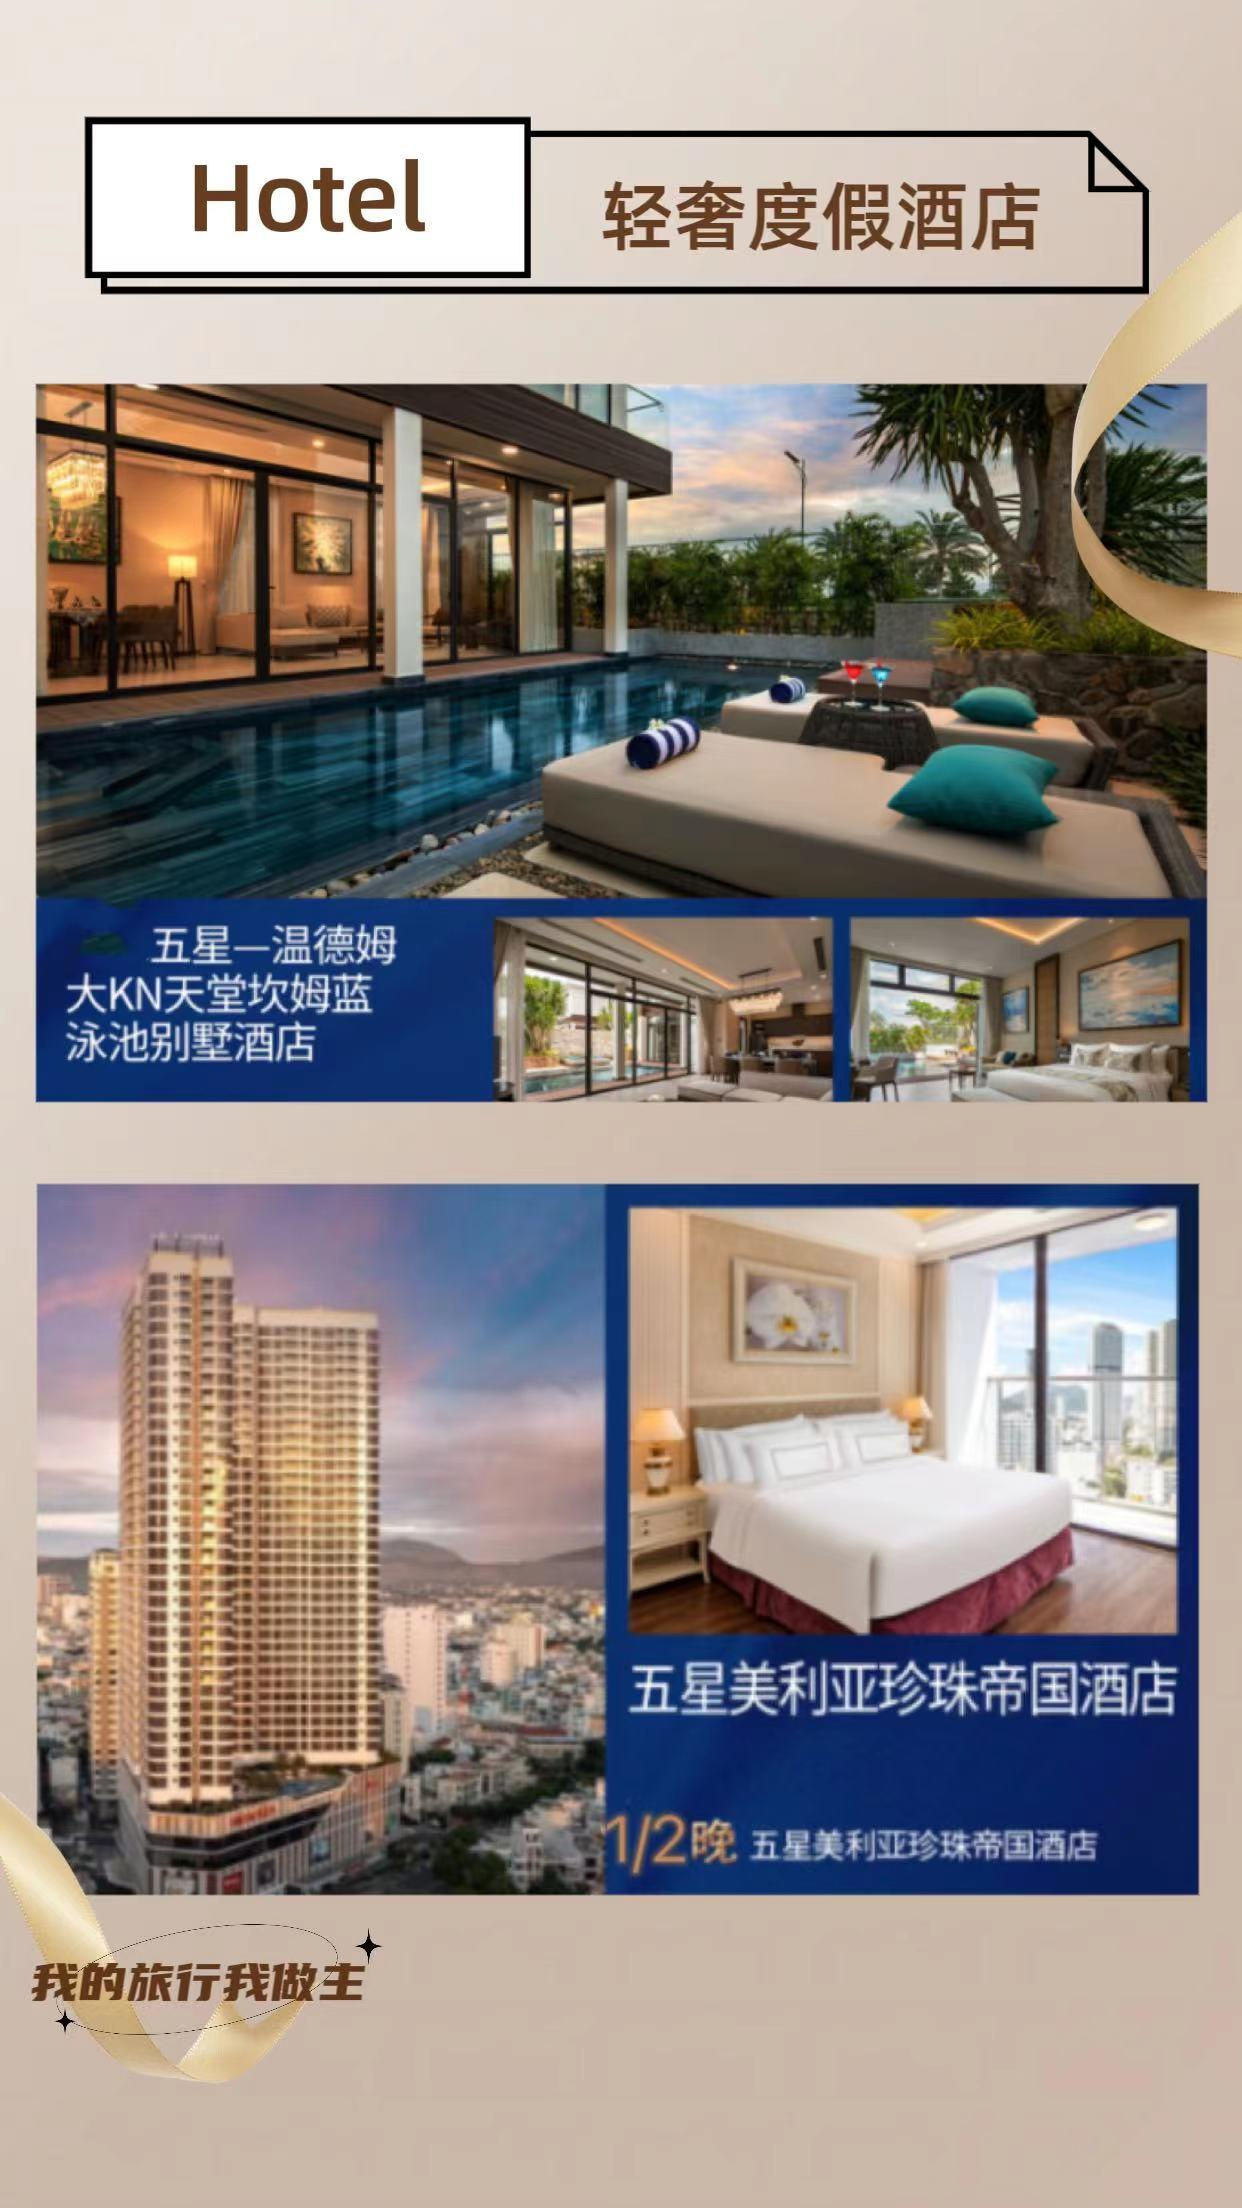 Hotel
轻奢度假酒店
五星—温德姆
大KN天堂坎姆蓝
泳池别墅酒店
五星美利亚珍珠帝国酒店
1/2晚 五星美利亚珍珠帝国酒店
我的旅行我做主